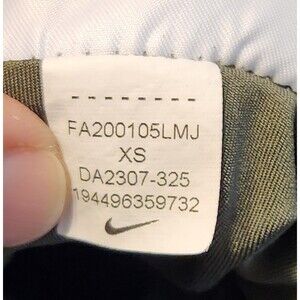 --------
FA200105LMJ
XS
DA2307-325
194496359732